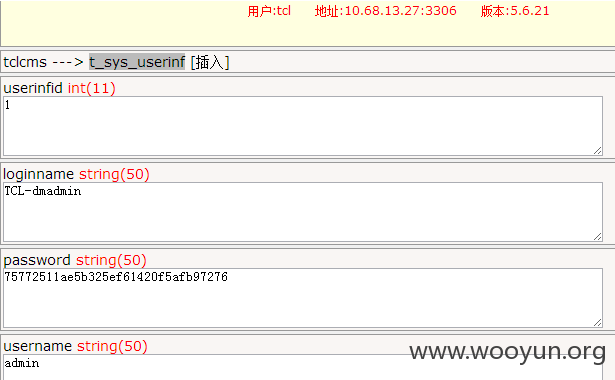 用户:tcl 地址:10.68.13.27:3306 版本:5.6.21
tclcms ---> t_sys_userinf [插入]
userinfid int(11)
1
loginname string(50)
TCL-dmadmin
password string(50)
75772511ae5b325ef61420f5afb97276
username string(50)
admin
www.wooyun.org